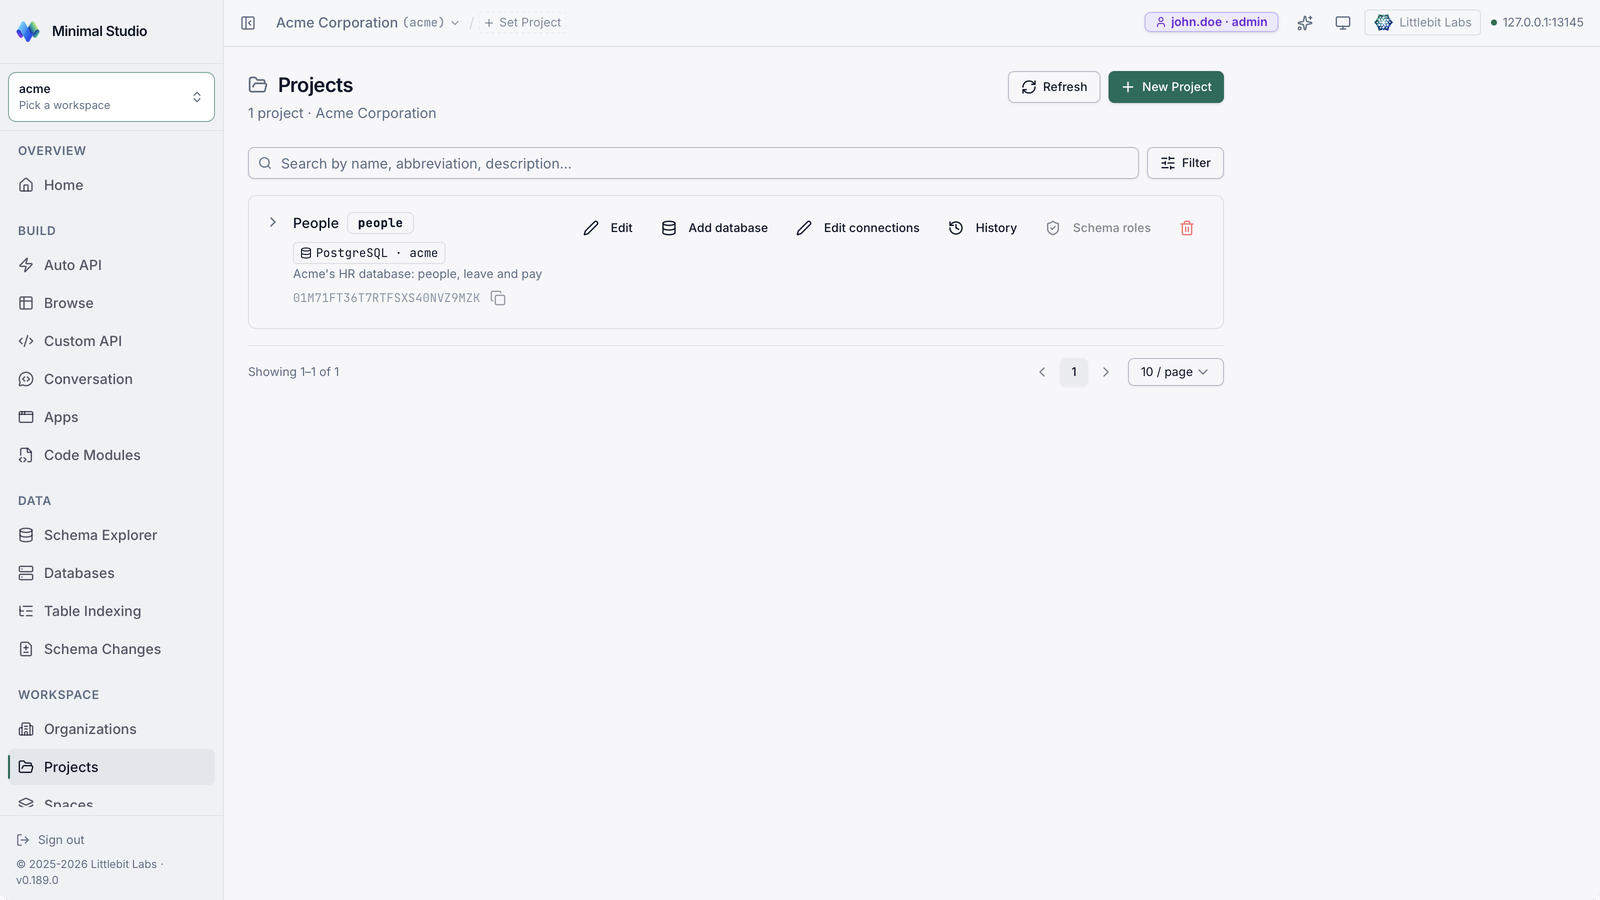 Minimal Studio
acme
Pick a workspace
OVERVIEW
Home
BUILD
Auto API
Browse
Custom API
Conversation
Apps
Code Modules
DATA
Schema Explorer
Databases
Table Indexing
Schema Changes
WORKSPACE
Organizations
Projects
Spaces
Sign out
© 2025-2026 Littlebit Labs ·
v0.189.0
Acme Corporation (acme) / + Set Project
john.doe · admin
Littlebit Labs
127.0.0.1:13145
Projects
1 project · Acme Corporation
Refresh
New Project
Search by name, abbreviation, description...
Filter
People people
Edit
Add database
Edit connections
History
Schema roles
PostgreSQL · acme
Acme's HR database: people, leave and pay
01M71FT36T7RTFSXS40NVZ9MZK
Showing 1–1 of 1
1
10 / page